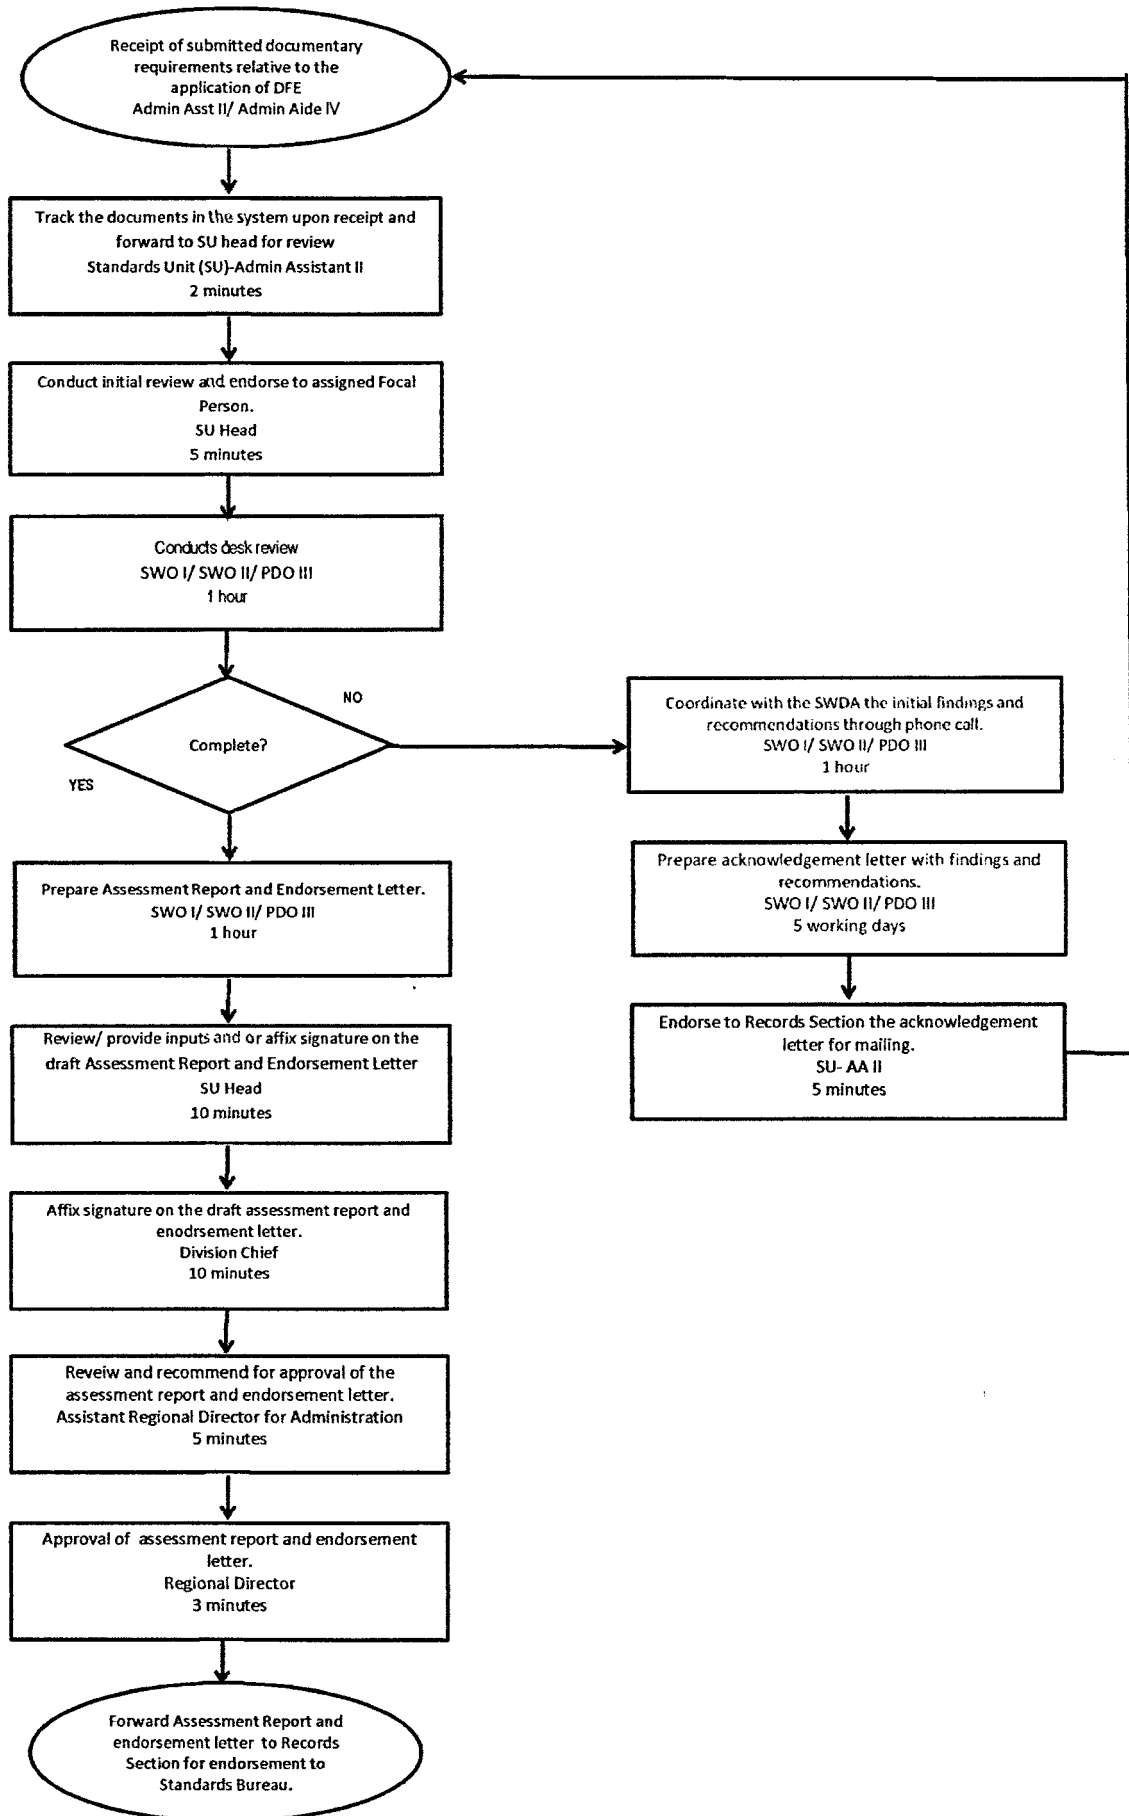 Receipt of submitted documentary
requirements relative to the
application of DFE
Admin Asst II/ Admin Aide IV
Track the documents in the system upon receipt and
forward to SU head for review
Standards Unit (SU)-Admin Assistant II
2 minutes
Conduct initial review and endorse to assigned Focal
Person.
SU Head
5 minutes
Conducts desk review
SWO I/ SWO II/ PDO III
1 hour
Complete?
NO
YES
Coordinate with the SWDA the initial findings and
recommendations through phone call.
SWO I/ SWO II/ PDO III
1 hour
Prepare acknowledgement letter with findings and
recommendations.
SWO I/ SWO II/ PDO III
5 working days
Endorse to Records Section the acknowledgement
letter for mailing.
SU- AA II
5 minutes
Prepare Assessment Report and Endorsement Letter.
SWO I/ SWO II/ PDO III
1 hour
Review/ provide inputs and or affix signature on the
draft Assessment Report and Endorsement Letter
SU Head
10 minutes
Affix signature on the draft assessment report and
enodrsement letter.
Division Chief
10 minutes
Reveiw and recommend for approval of the
assessment report and endorsement letter.
Assistant Regional Director for Administration
5 minutes
Approval of assessment report and endorsement
letter.
Regional Director
3 minutes
Forward Assessment Report and
endorsement letter to Records
Section for endorsement to
Standards Bureau.